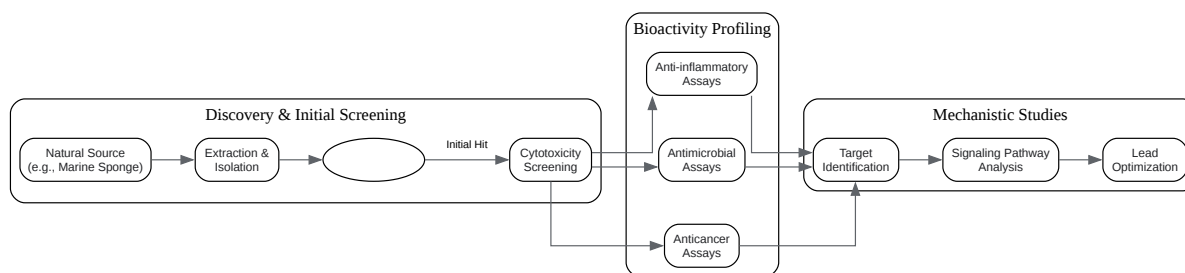 Bioactivity Profiling
Anti-inflammatory
Assays
Discovery & Initial Screening
Mechanistic Studies
Natural Source
(e.g., Marine Sponge)
Extraction &
Isolation
Initial Hit
Cytotoxicity
Screening
Antimicrobial
Assays
Target
Identification
Signaling Pathway
Analysis
Lead
Optimization
Anticancer
Assays